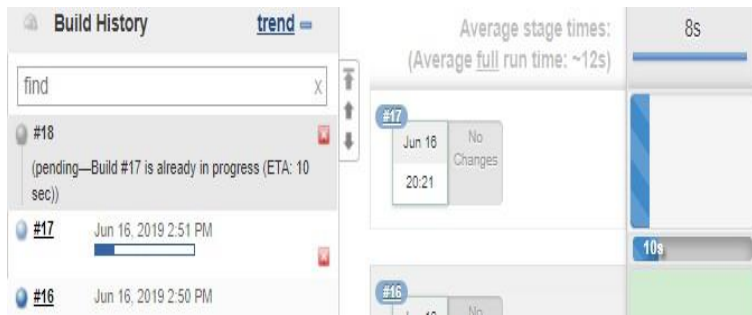 Build History
trend
find
X
#18
(pending—Build #17 is already in progress (ETA: 10
sec))
#17
Jun 16, 2019 2:51 PM
#16
Jun 16, 2019 2:50 PM
Average stage times:
(Average full run time: ~12s)
8s
#17
Jun 16
20:21
No
Changes
10s
#16
Jun 16
No